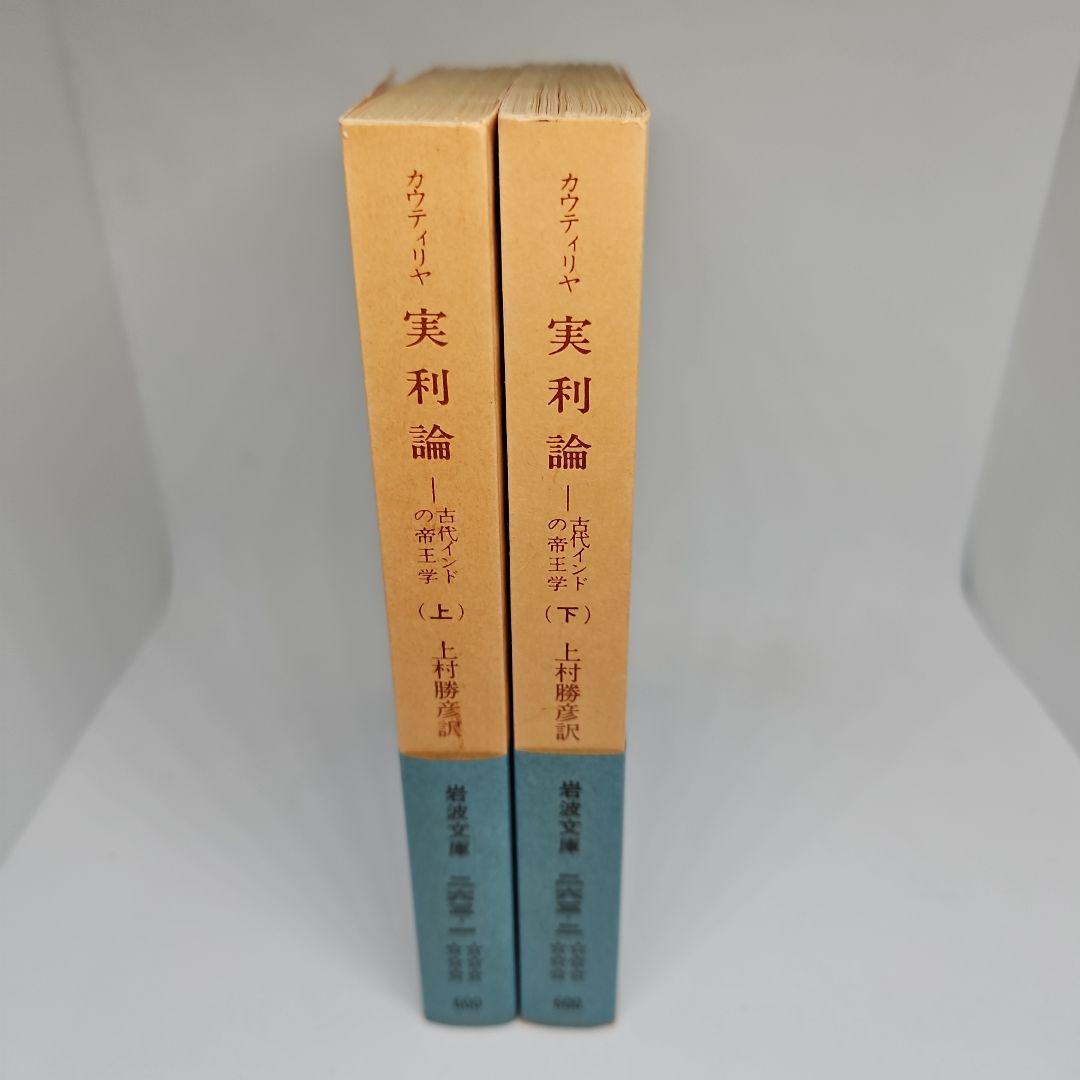 カウティリヤ
実利論
―古代インド
の帝王学
（上）
上村勝彦訳
岩波文庫
カウティリヤ
実利論
―古代インド
の帝王学
（下）
上村勝彦訳
岩波文庫